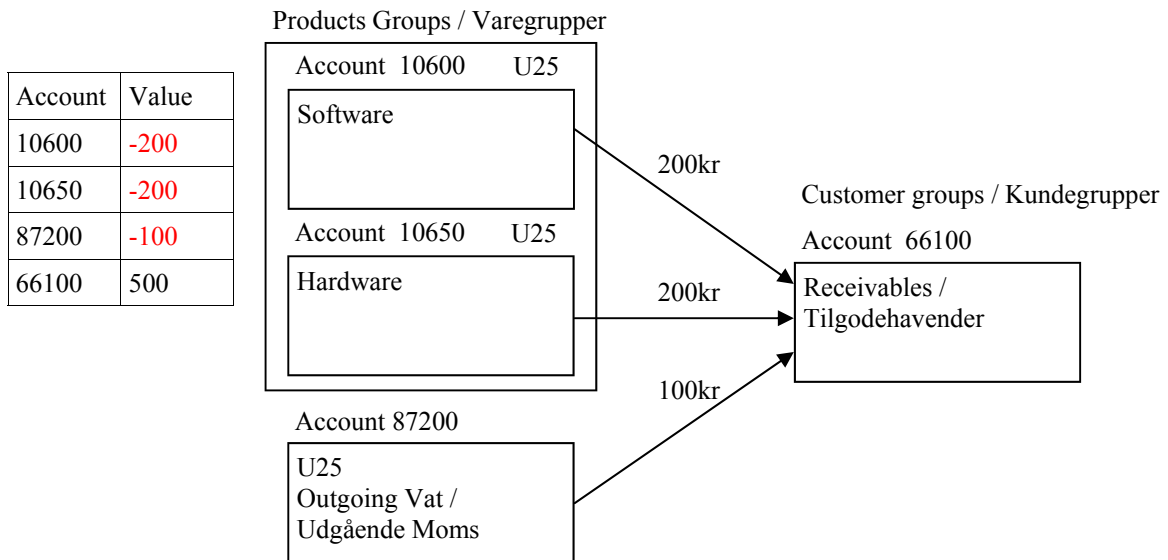 Products Groups / Varegrupper
Account 10600 U25
Software
Account 10650 U25
Hardware
Account 87200
U25
Outgoing Vat /
Udgående Moms
Account Value
10600 -200
10650 -200
87200 -100
66100 500
200kr
200kr
100kr
Customer groups / Kundegrupper
Account 66100
Receivables /
Tilgodehavender